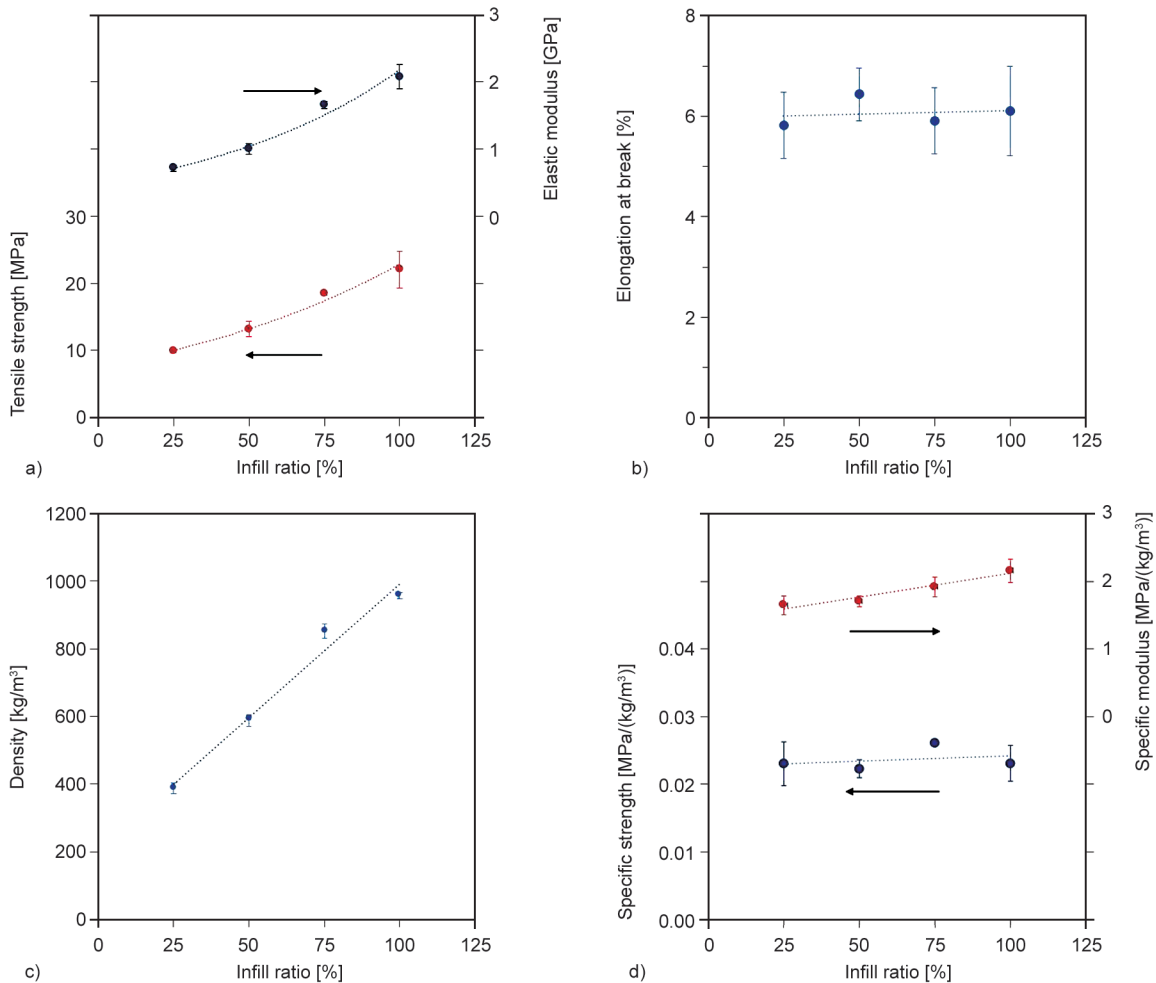 3
2
1
0
Elastic modulus [GPa]
30
20
10
0
Tensile strength [MPa]
0 25 50 75 100 125
Infill ratio [%]
a)
8
6
4
2
0
Elongation at break [%]
0 25 50 75 100 125
Infill ratio [%]
b)
1200
1000
800
600
400
200
0
Density [kg/m³]
0 25 50 75 100 125
Infill ratio [%]
c)
3
2
1
0
Specific modulus [MPa/(kg/m³)]
0.04
0.03
0.02
0.01
0.00
Specific strength [MPa/(kg/m³)]
0 25 50 75 100 125
Infill ratio [%]
d)